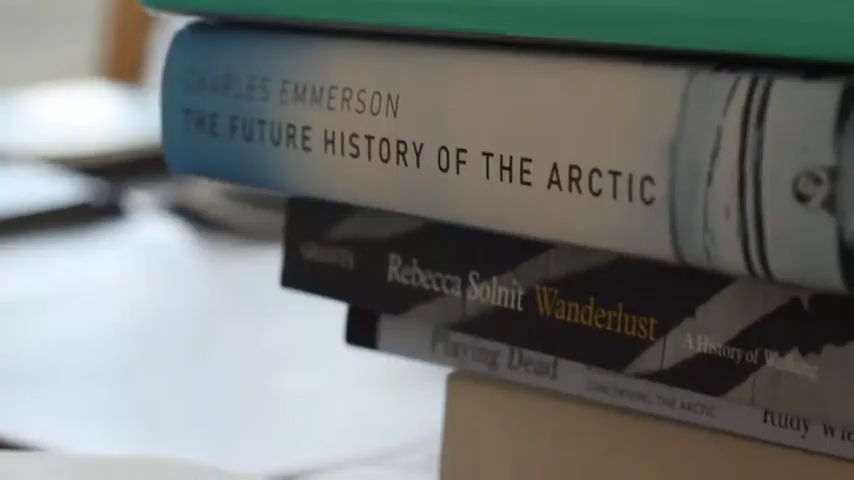 CHARLES EMMERSON
THE FUTURE HISTORY OF THE ARCTIC
Rebecca Solnit Wanderlust A History of Walking
Playing Dead CONCERNING THE ARCTIC Rudy